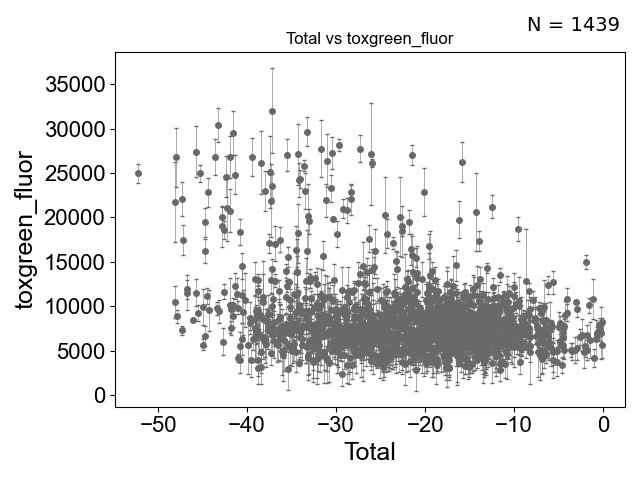 N = 1439
Total vs toxgreen_fluor
toxgreen_fluor
35000
30000
25000
20000
15000
10000
5000
0
−50 −40 −30 −20 −10 0
Total